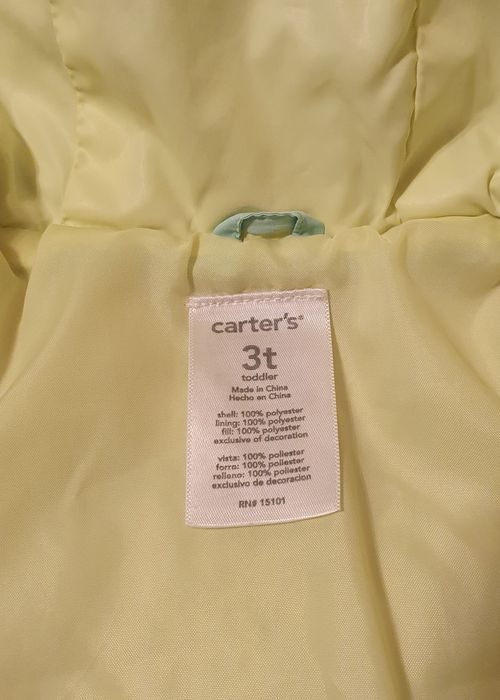 carter's®
3t
toddler
Made in China
Hecho en China
shell: 100% polyester
lining: 100% polyester
fill: 100% polyester
exclusive of decoration
vista: 100% poliester
forro: 100% poliester
relleno: 100% poliester
exclusivo de decoracion
RN# 15101